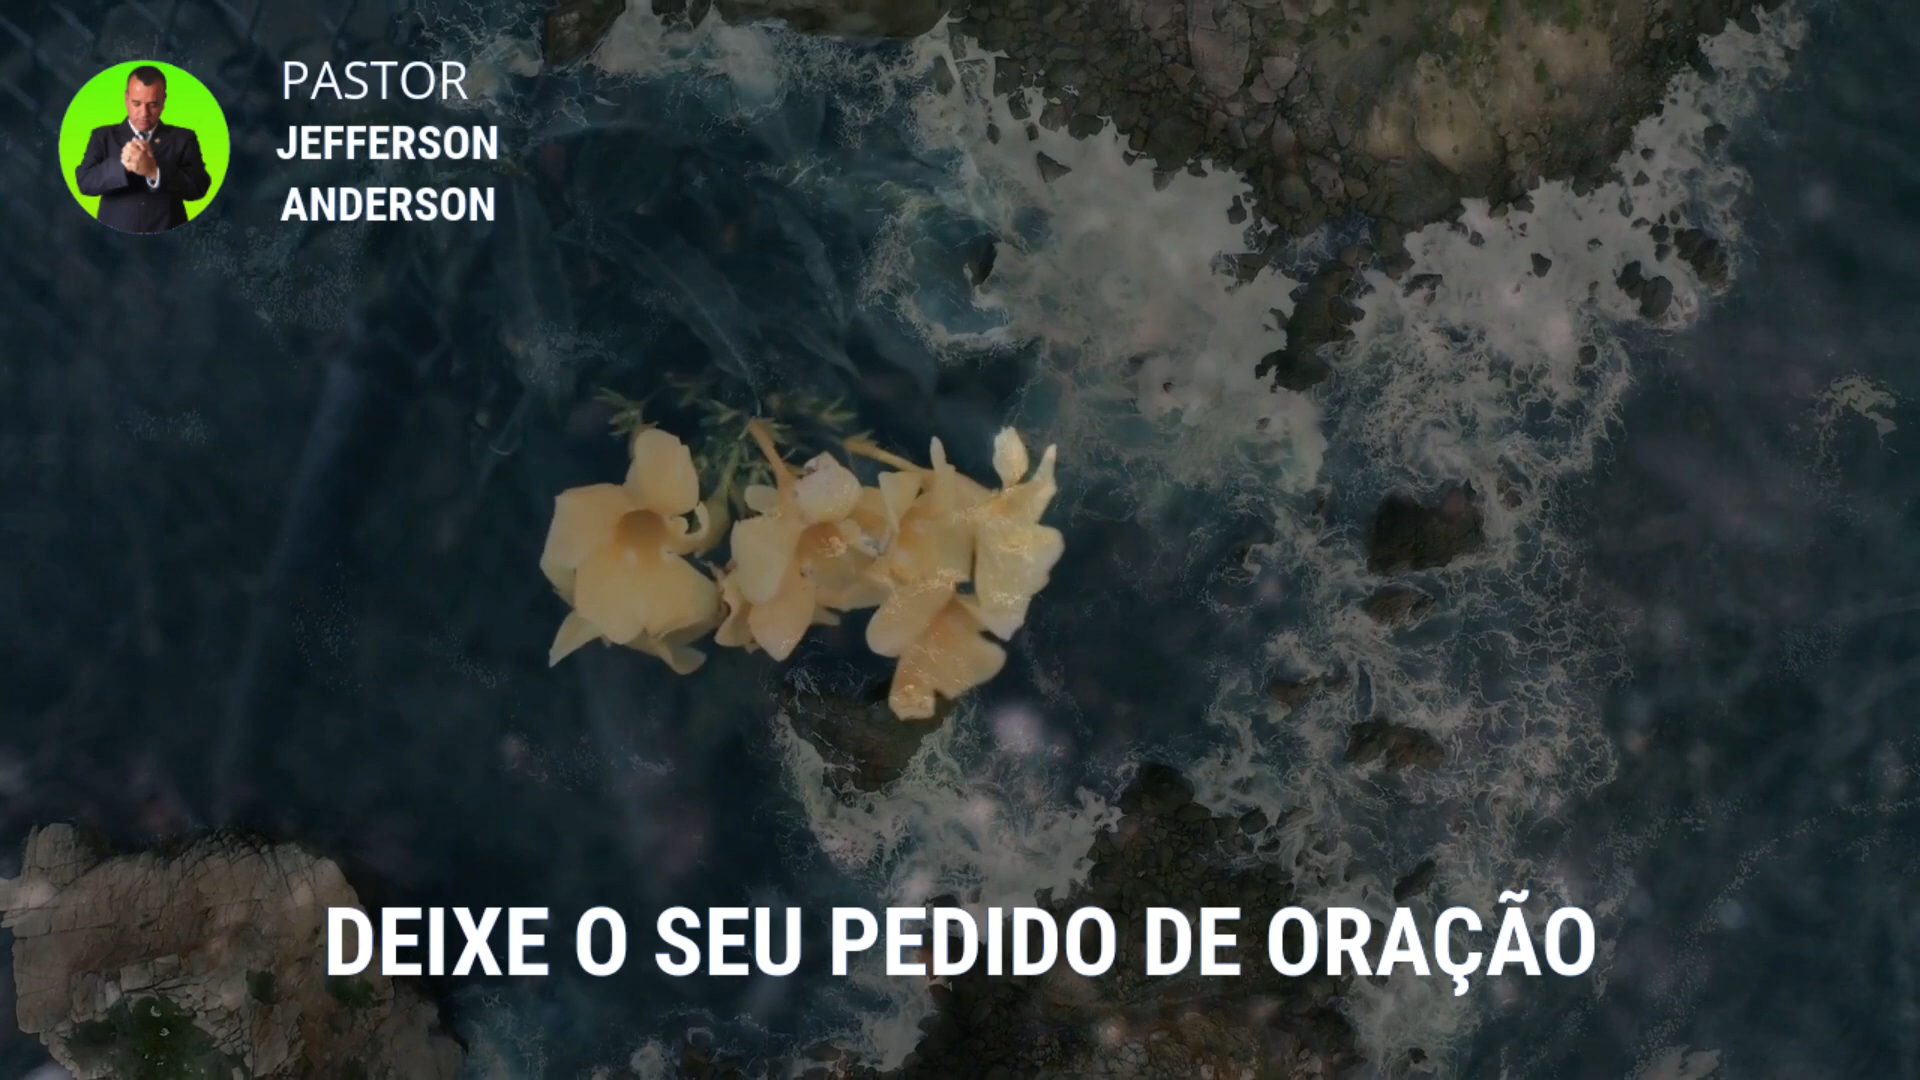 PASTOR
JEFFERSON
ANDERSON
DEIXE O SEU PEDIDO DE ORAÇÃO